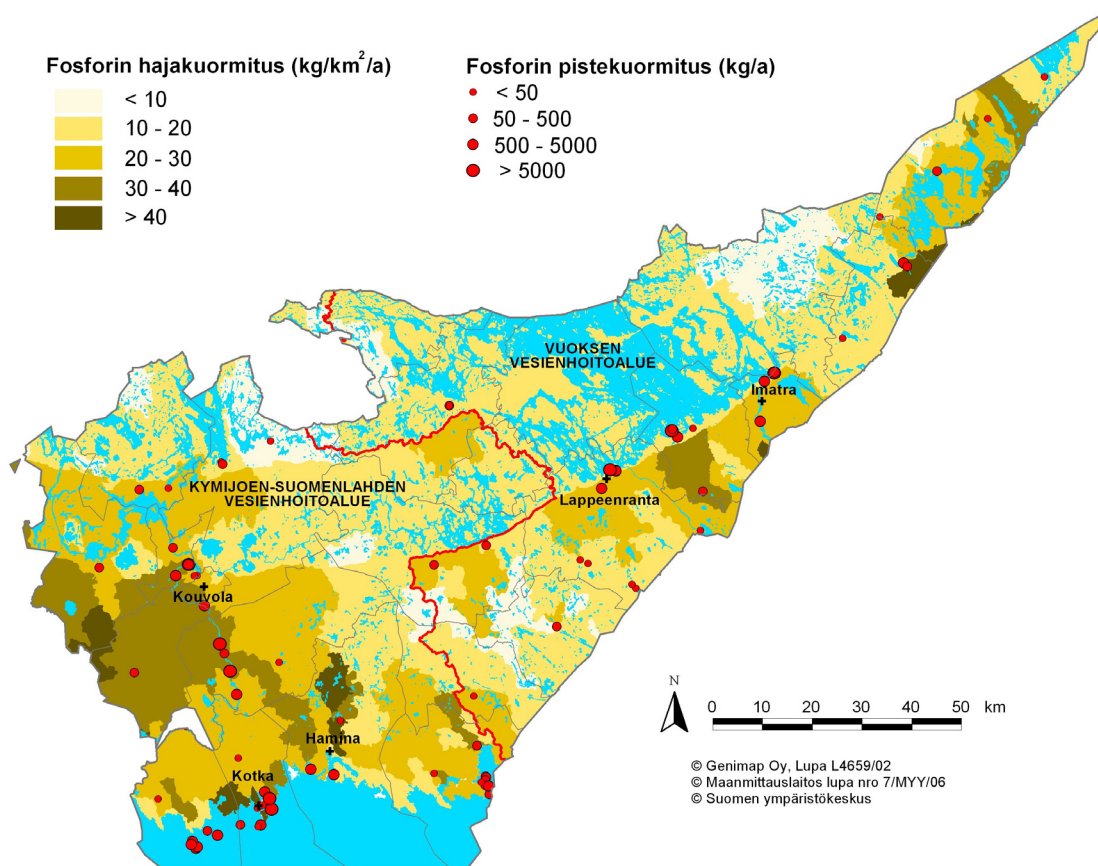 Fosforin hajakuormitus (kg/km²/a)
< 10
10 - 20
20 - 30
30 - 40
> 40
Fosforin pistekuormitus (kg/a)
< 50
50 - 500
500 - 5000
> 5000
VUOKSEN
VESIENHOITOALUE
Imatra
KYMIJOEN-SUOMENLAHDEN
VESIENHOITOALUE
Lappeenranta
Kouvola
Hamina
Kotka
N
0 10 20 30 40 50 km
© Genimap Oy, Lupa L4659/02
© Maanmittauslaitos lupa nro 7/MYY/06
© Suomen ympäristökeskus